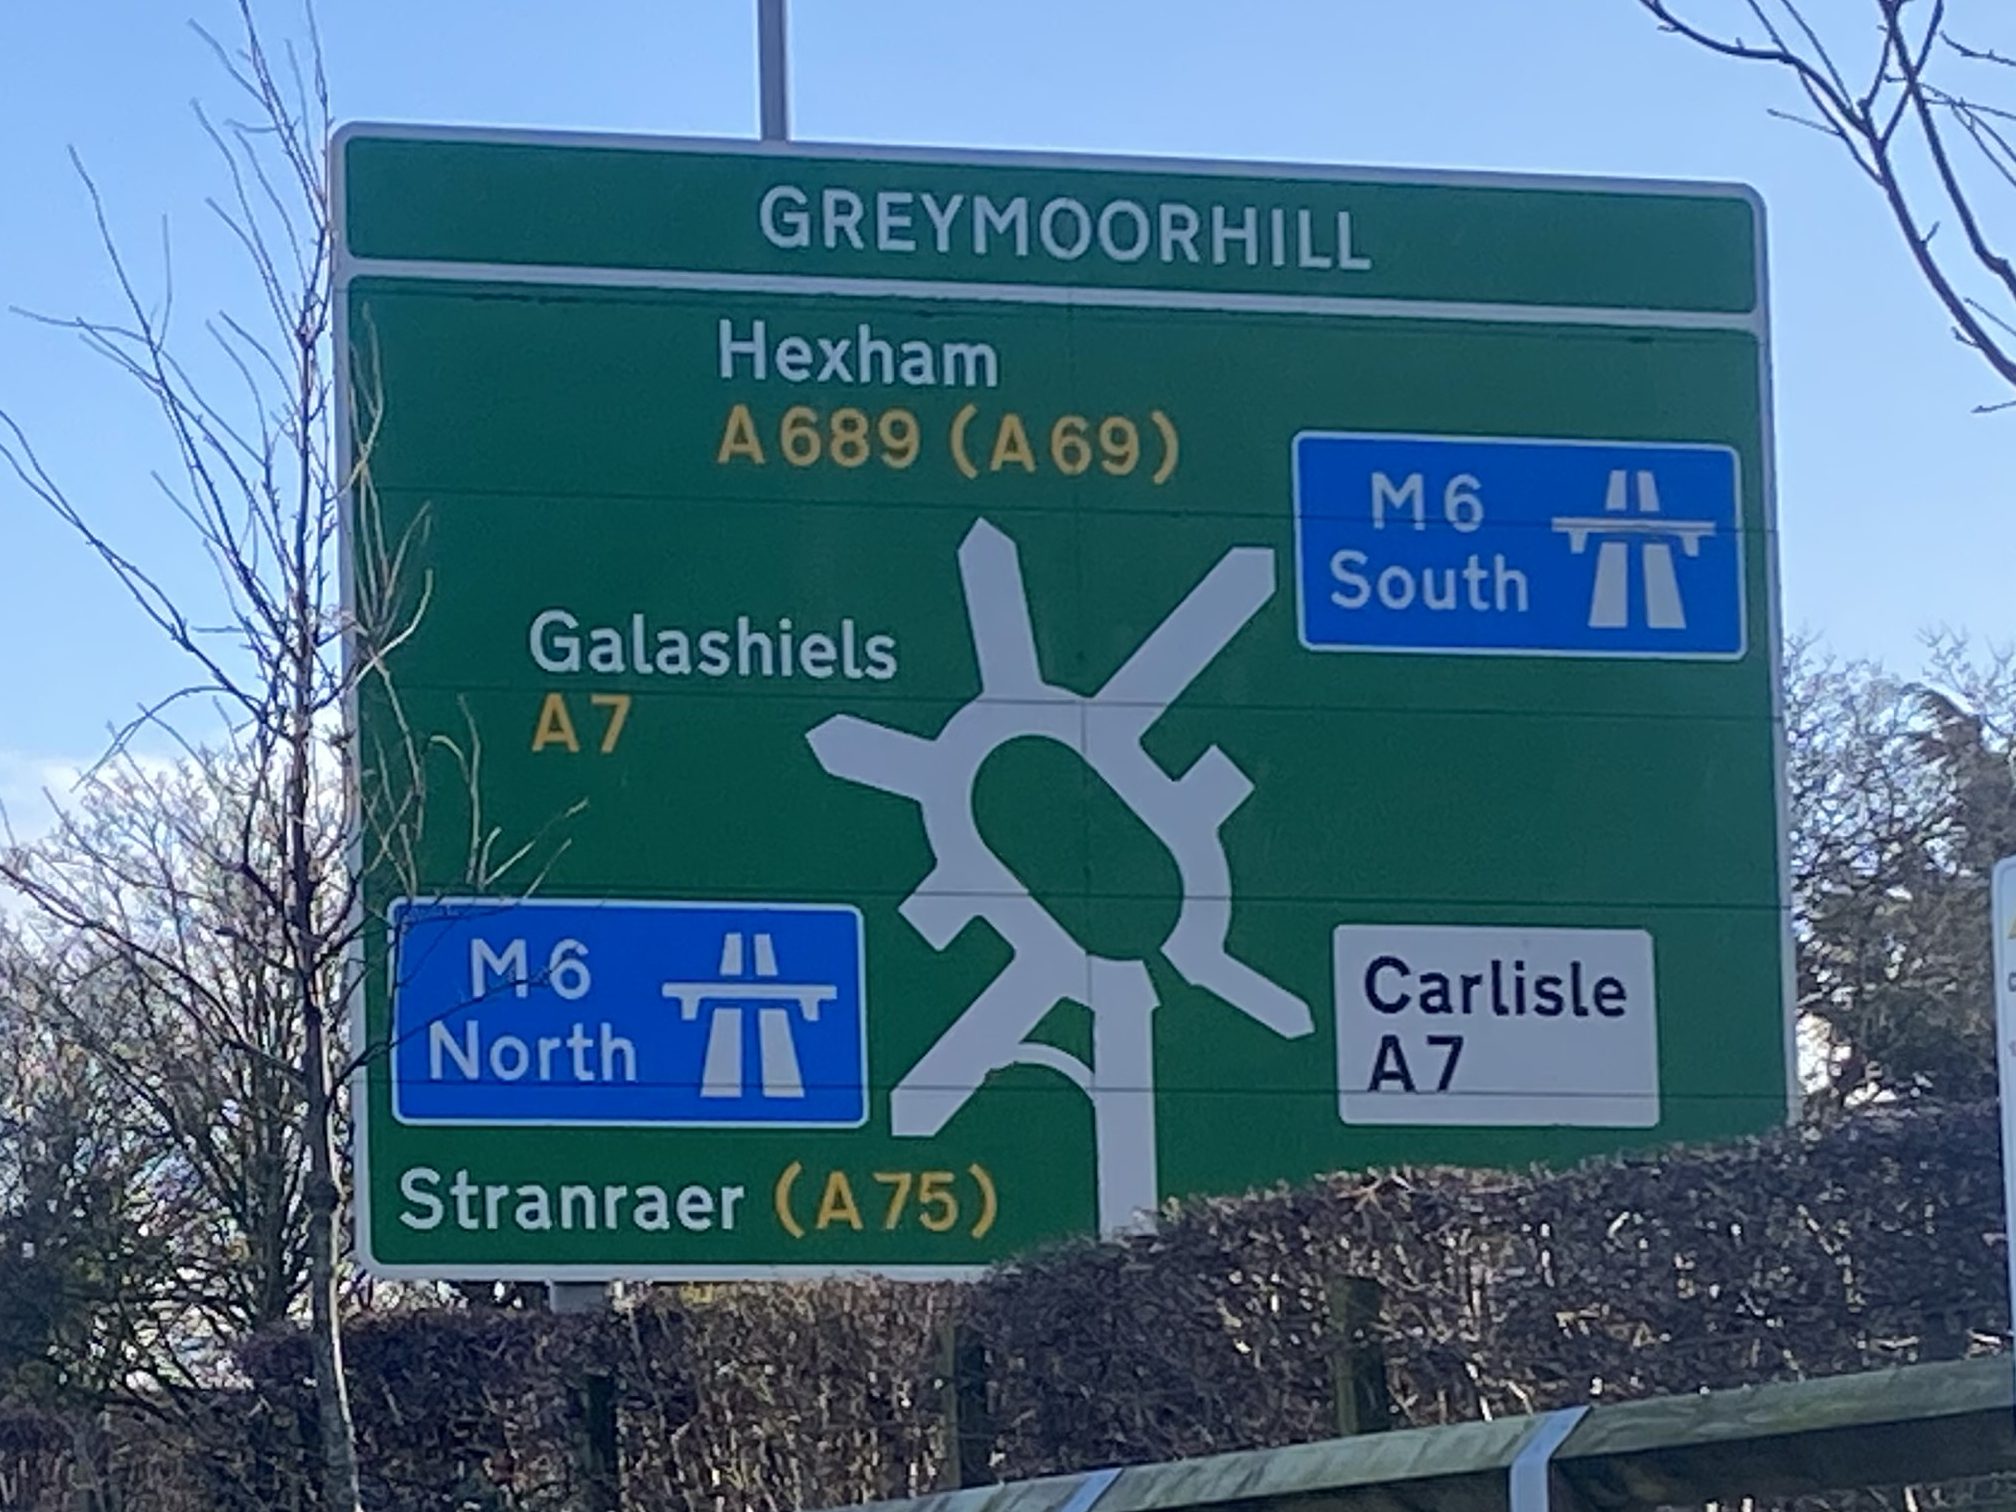 GREYMOORHILL
Hexham
A689 (A69)
M6
South
Galashiels
A7
M6
North
Carlisle
A7
Stranraer (A75)